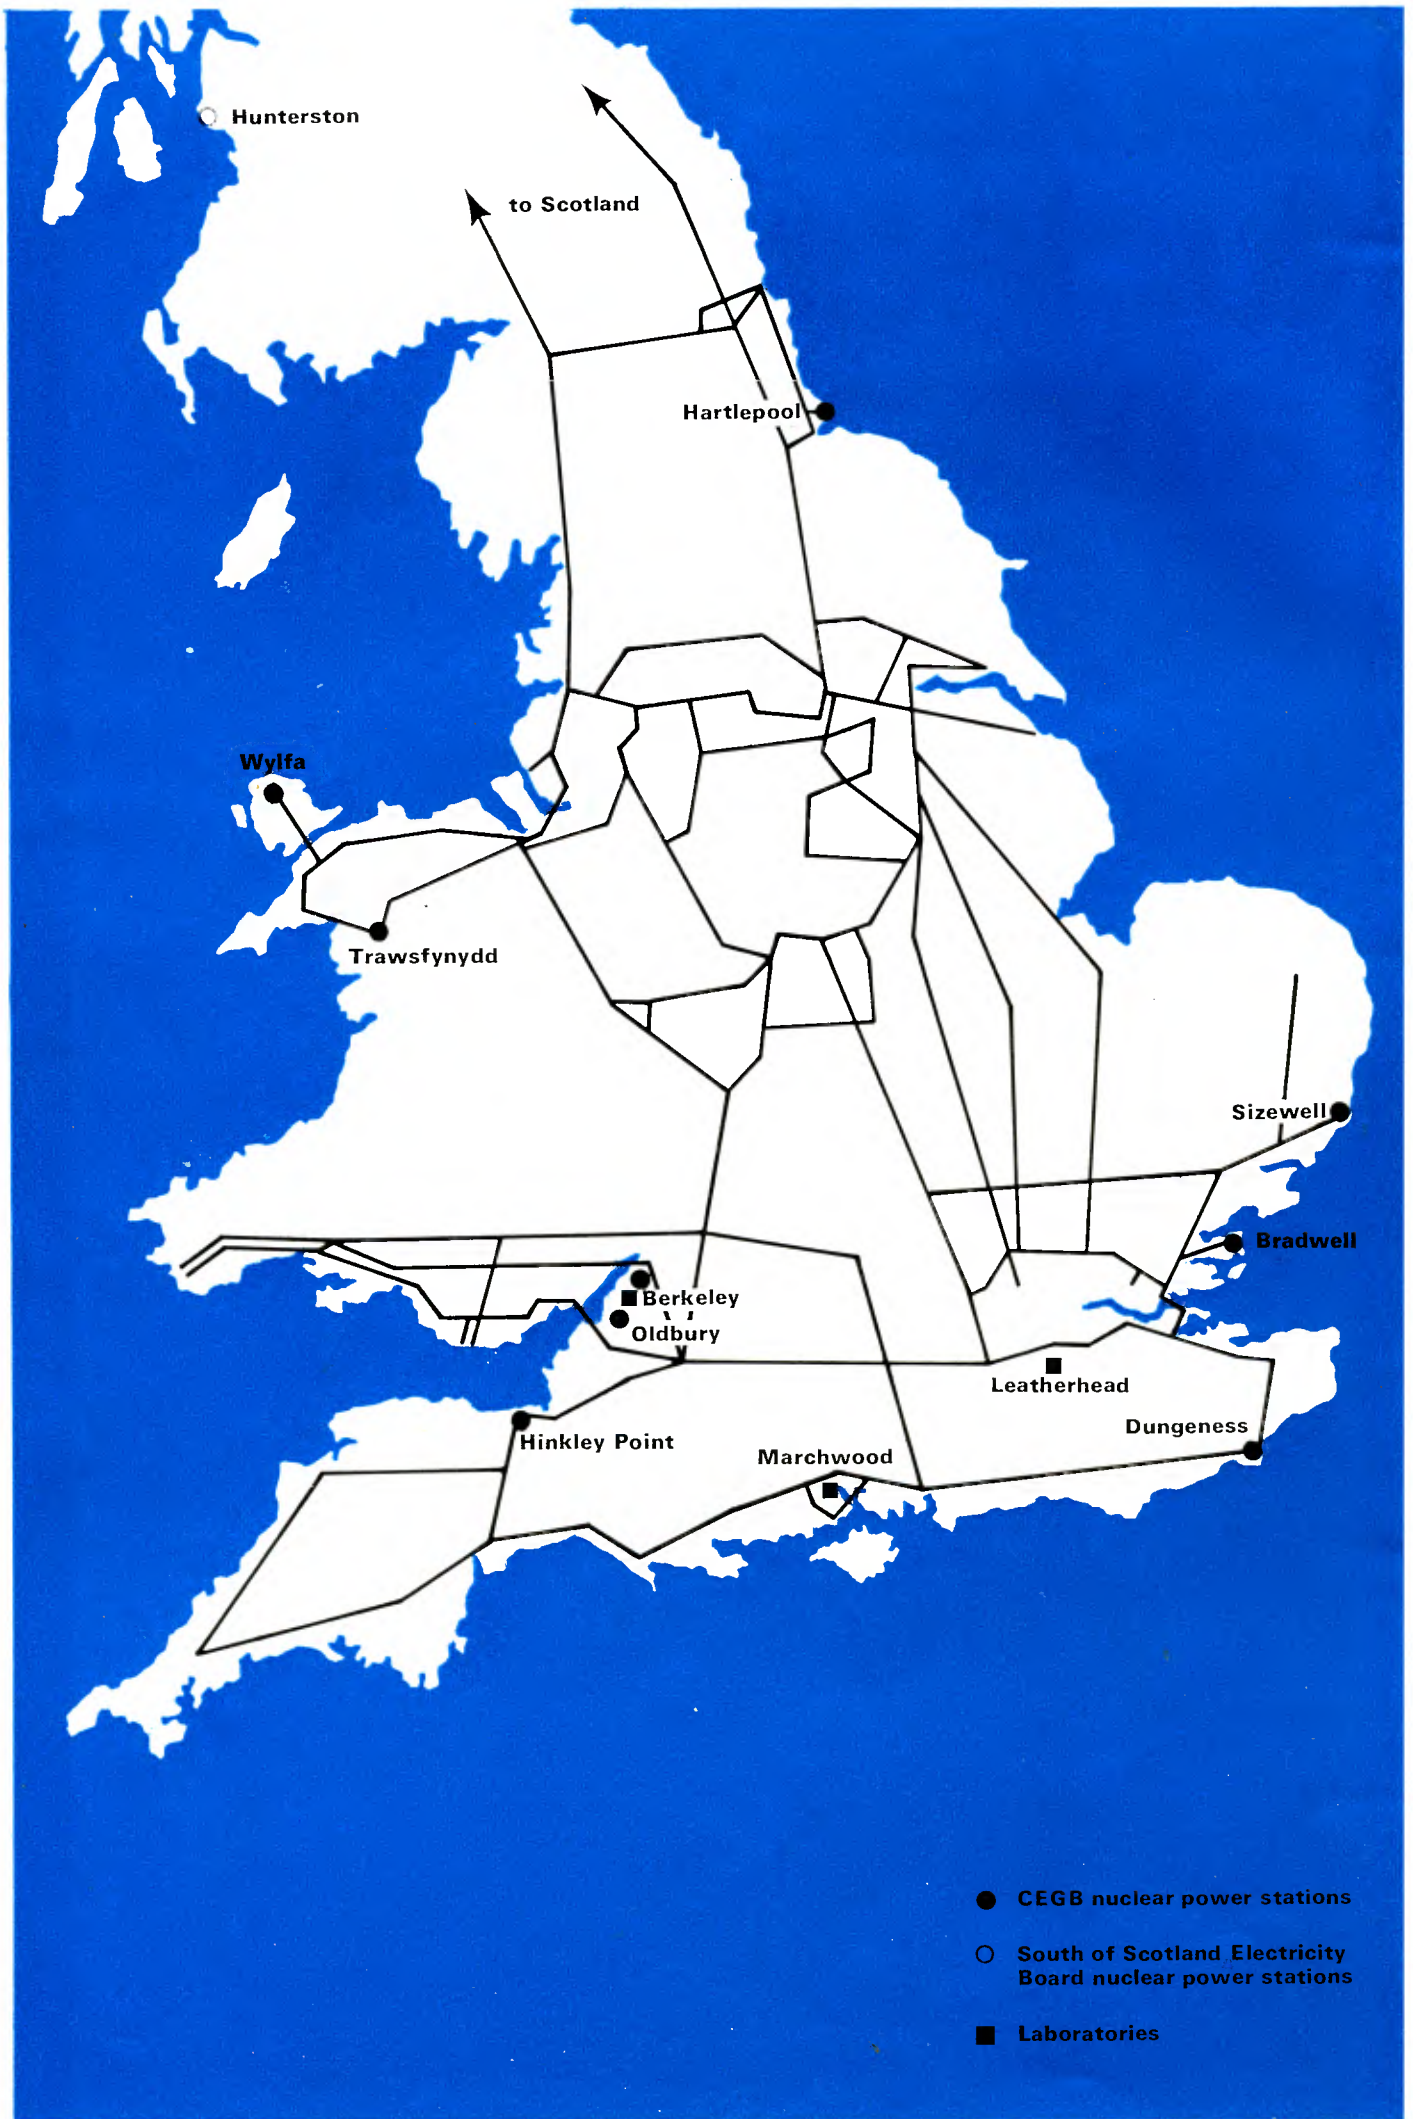 Hunterston
to Scotland
Hartlepool
Wylfa
Trawsfynydd
Sizewell
Bradwell
Berkeley
Oldbury
Leatherhead
Dungeness
Hinkley Point
Marchwood
CEGB nuclear power stations
South of Scotland Electricity
Board nuclear power stations
Laboratories